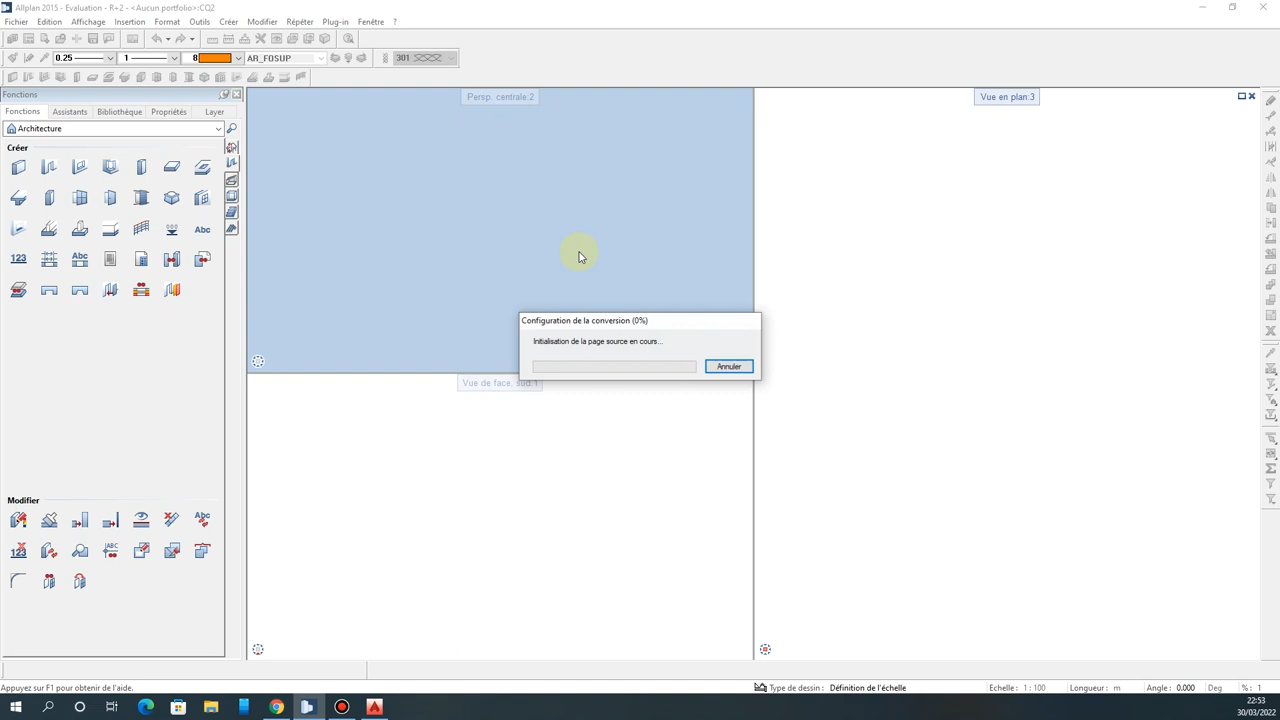 Allplan 2015 - Evaluation - R+2 - <Aucun portfolio>:CQ2
Fichier Edition Affichage Insertion Format Outils Créer Modifier Répéter Plug-in Fenêtre ?
0.25 1 8 AR_FOSUP 301
Fonctions
Fonctions Assistants Bibliothèque Propriétés Layer
Architecture
Créer
Abc
123 Abc
Modifier
Abc
123 ABC
Persp. centrale:2
Vue en plan:3
Configuration de la conversion (0%)
Initialisation de la page source en cours...
Annuler
Vue de face, sud:1
Appuyez sur F1 pour obtenir de l'aide.
Type de dessin : Définition de l'échelle Echelle : 1 : 100 Longueur : m Angle : 0.000 Deg % : 1
22:53
30/03/2022